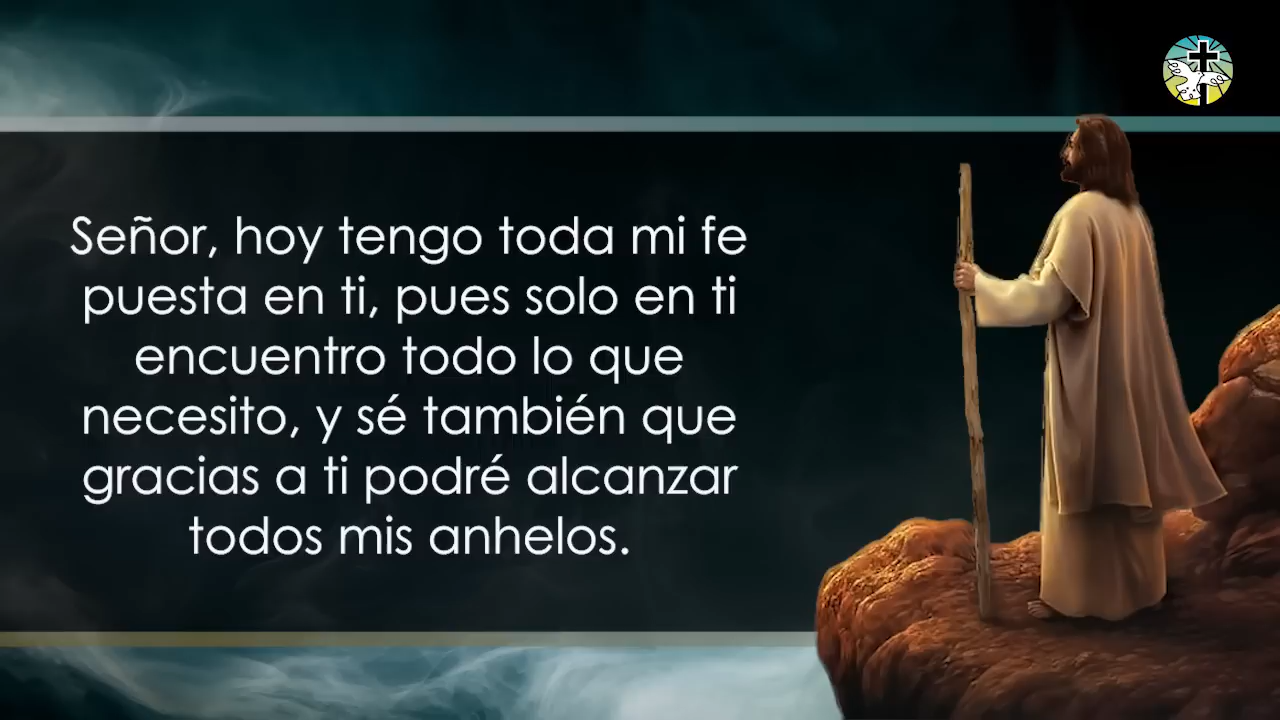 Señor, hoy tengo toda mi fe
puesta en ti, pues solo en ti
encuentro todo lo que
necesito, y sé también que
gracias a ti podré alcanzar
todos mis anhelos.